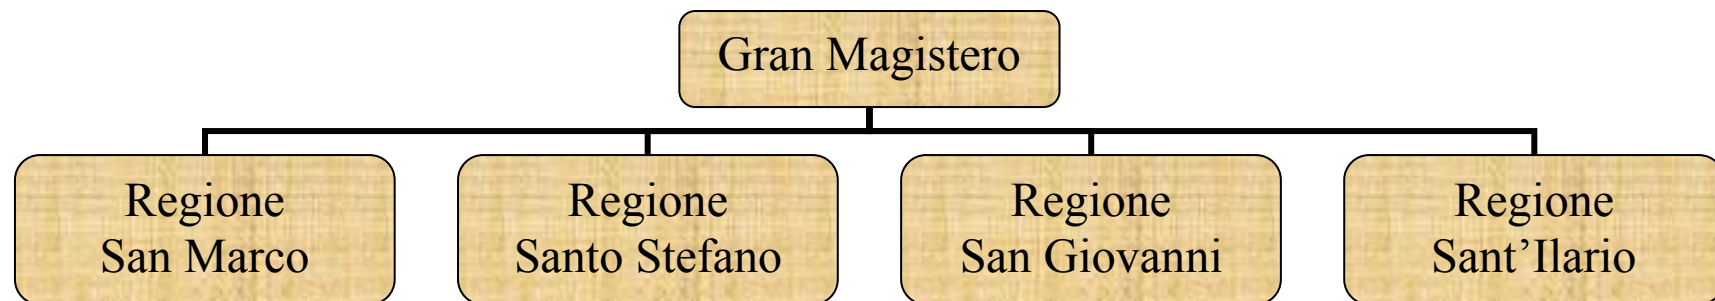 Gran Magistero
Regione
San Marco
Regione
Santo Stefano
Regione
San Giovanni
Regione
Sant’Ilario